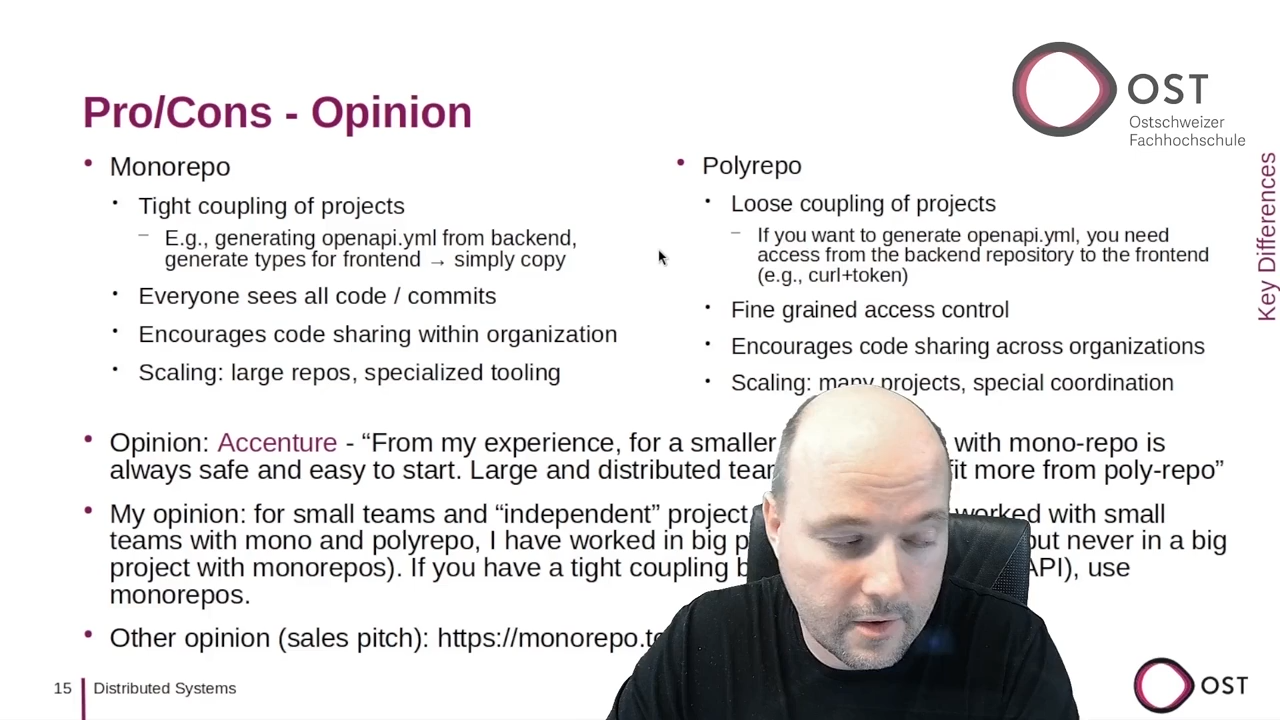 OST
Ostschweizer
Fachhochschule
Pro/Cons - Opinion
• Monorepo
• Tight coupling of projects
– E.g., generating openapi.yml from backend,
generate types for frontend → simply copy
• Everyone sees all code / commits
• Encourages code sharing within organization
• Scaling: large repos, specialized tooling
• Polyrepo
• Loose coupling of projects
– If you want to generate openapi.yml, you need
access from the backend repository to the frontend
(e.g., curl+token)
• Fine grained access control
• Encourages code sharing across organizations
• Scaling: many projects, special coordination
Key Differences
• Opinion: Accenture - “From my experience, for a smaller with mono-repo is
always safe and easy to start. Large and distributed more from poly-repo”
• My opinion: for small teams and “independent” worked with small
teams with mono and polyrepo, I have worked in big but never in a big
project with monorepos). If you have a tight coupling API), use
monorepos.
• Other opinion (sales pitch):
15 Distributed Systems
OST